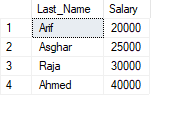 Last_Name Salary
1 Arif 20000
2 Asghar 25000
3 Raja 30000
4 Ahmed 40000